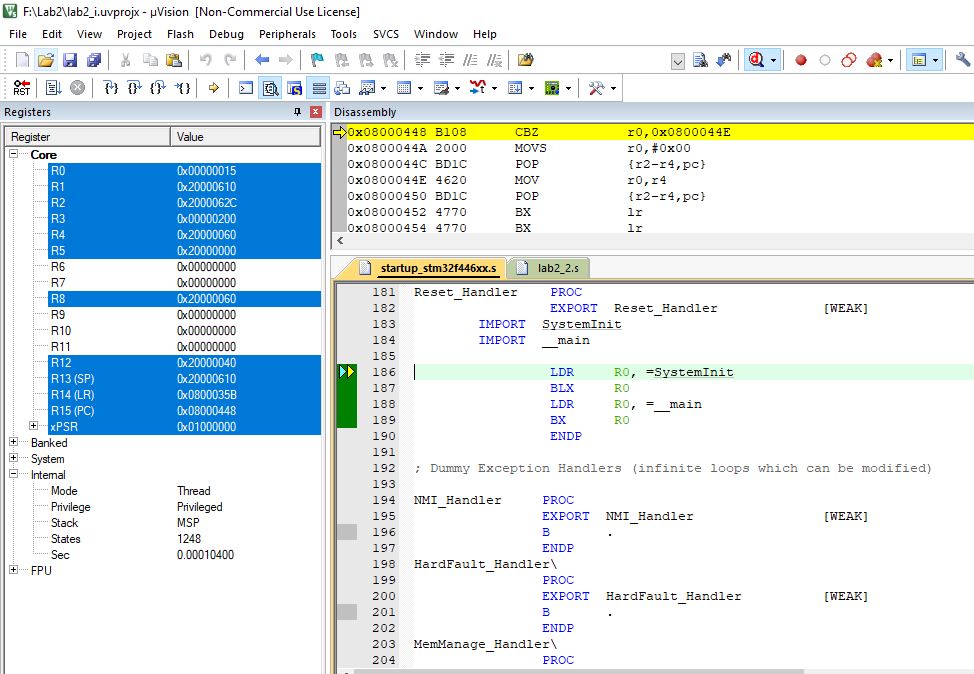 F:\Lab2\lab2_i.uvprojx - µVision [Non-Commercial Use License]
File Edit View Project Flash Debug Peripherals Tools SVCS Window Help
RST
Registers
Register Value
Core
R0 0x00000015
R1 0x20000610
R2 0x2000062C
R3 0x00000200
R4 0x20000060
R5 0x20000000
R6 0x00000000
R7 0x00000000
R8 0x20000060
R9 0x00000000
R10 0x00000000
R11 0x00000000
R12 0x20000040
R13 (SP) 0x20000610
R14 (LR) 0x0800035B
R15 (PC) 0x08000448
xPSR 0x01000000
Banked
System
Internal
Mode Thread
Privilege Privileged
Stack MSP
States 1248
Sec 0.00010400
FPU
Disassembly
0x08000448 B108 CBZ r0,0x0800044E
0x0800044A 2000 MOVS r0,#0x00
0x0800044C BD1C POP {r2-r4,pc}
0x0800044E 4620 MOV r0,r4
0x08000450 BD1C POP {r2-r4,pc}
0x08000452 4770 BX lr
0x08000454 4770 BX lr
startup_stm32f446xx.s lab2_2.s
181 Reset_Handler PROC
182 EXPORT Reset_Handler [WEAK]
183 IMPORT SystemInit
184 IMPORT __main
185
186 LDR R0, =SystemInit
187 BLX R0
188 LDR R0, =__main
189 BX R0
190 ENDP
191
192 ; Dummy Exception Handlers (infinite loops which can be modified)
193
194 NMI_Handler PROC
195 EXPORT NMI_Handler [WEAK]
196 B .
197 ENDP
198 HardFault_Handler\
199 PROC
200 EXPORT HardFault_Handler [WEAK]
201 B .
202 ENDP
203 MemManage_Handler\
204 PROC